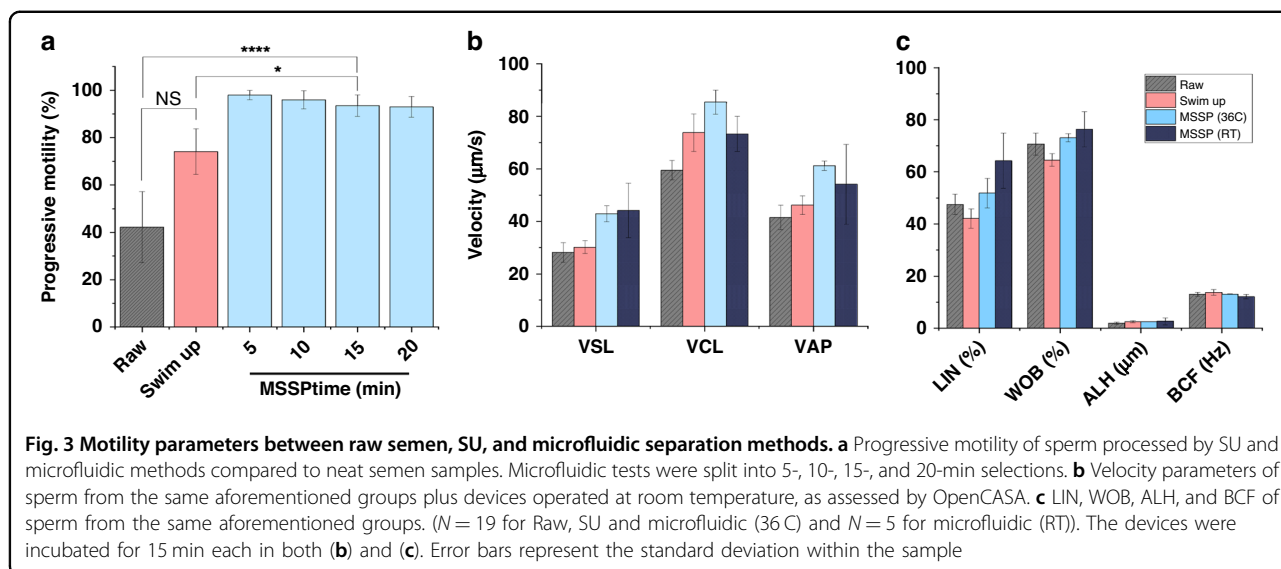 a
****
*
NS
Progressive motility (%)
100
80
60
40
20
0
Raw
Swim up
5
10
15
20
MSSPtime (min)
b
Velocity (μm/s)
100
80
60
40
20
0
VSL
VCL
VAP
c
100
80
60
40
20
0
Raw
Swim up
MSSP (36C)
MSSP (RT)
LIN (%)
WOB (%)
ALH (μm)
BCF (Hz)
Fig. 3 Motility parameters between raw semen, SU, and microfluidic separation methods. a Progressive motility of sperm processed by SU and
microfluidic methods compared to neat semen samples. Microfluidic tests were split into 5-, 10-, 15-, and 20-min selections. b Velocity parameters of
sperm from the same aforementioned groups plus devices operated at room temperature, as assessed by OpenCASA. c LIN, WOB, ALH, and BCF of
sperm from the same aforementioned groups. (N = 19 for Raw, SU and microfluidic (36 C) and N = 5 for microfluidic (RT)). The devices were
incubated for 15 min each in both (b) and (c). Error bars represent the standard deviation within the sample